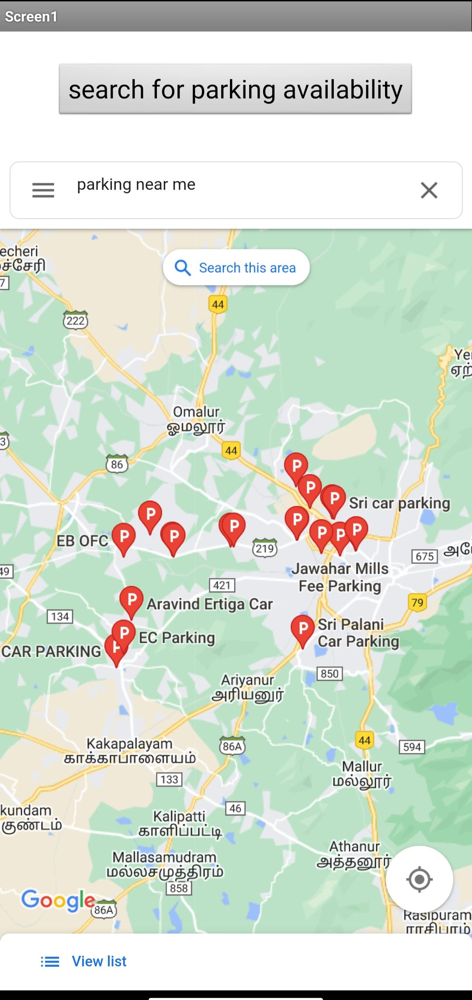 Screen1
search for parking availability
parking near me
Search this area
echeri
ச்சேரி
7
44
222
Omalur
ஓமலூர்
3
44
86
Sri car parking
EB OFC
219
675
49
Jawahar Mills
Fee Parking
421
79
Aravind Ertiga Car
134
Sri Palani
Car Parking
EC Parking
CAR PARKING
850
Ariyanur
அரியனூர்
44
594
86A
Kakapalayam
காக்காபாளையம்
Mallur
மல்லூர்
133
46
kundam
குண்டம்
Kalipatti
காளிப்பட்டி
Athanur
அத்தனூர்
Mallasamudram
மல்லசமுத்திரம்
858
Google
86A
Rasipuram
View list